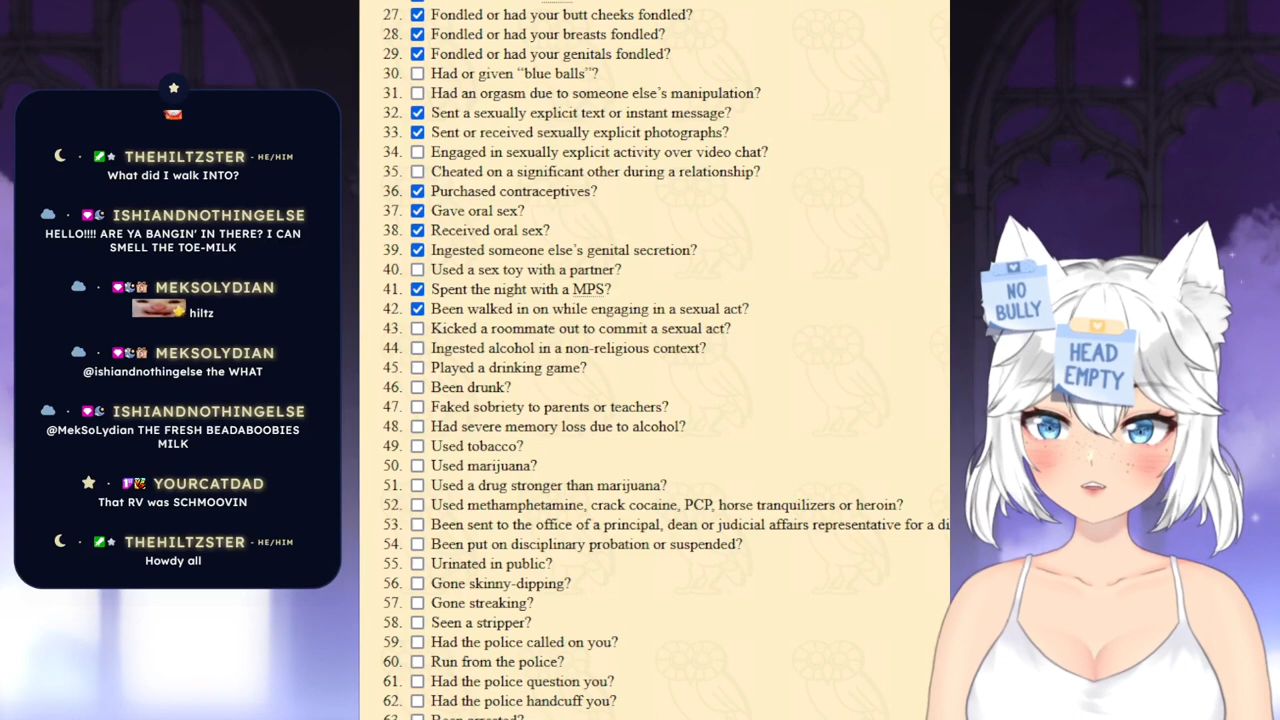 THEHILTZSTER - HE/HIM
What did I walk INTO?
ISHIANDNOTHINGELSE
HELLO!!!! ARE YA BANGIN' IN THERE? I CAN
SMELL THE TOE-MILK
MEKSOLYDIAN
hiltz
MEKSOLYDIAN
@ishiandnothingelse the WHAT
ISHIANDNOTHINGELSE
@MekSoLydian THE FRESH BEADABOOBIES
MILK
YOURCATDAD
That RV was SCHMOOVIN
THEHILTZSTER - HE/HIM
Howdy all
27. Fondled or had your butt cheeks fondled?
28. Fondled or had your breasts fondled?
29. Fondled or had your genitals fondled?
30. Had or given “blue balls”?
31. Had an orgasm due to someone else’s manipulation?
32. Sent a sexually explicit text or instant message?
33. Sent or received sexually explicit photographs?
34. Engaged in sexually explicit activity over video chat?
35. Cheated on a significant other during a relationship?
36. Purchased contraceptives?
37. Gave oral sex?
38. Received oral sex?
39. Ingested someone else’s genital secretion?
40. Used a sex toy with a partner?
41. Spent the night with a MPS?
42. Been walked in on while engaging in a sexual act?
43. Kicked a roommate out to commit a sexual act?
44. Ingested alcohol in a non-religious context?
45. Played a drinking game?
46. Been drunk?
47. Faked sobriety to parents or teachers?
48. Had severe memory loss due to alcohol?
49. Used tobacco?
50. Used marijuana?
51. Used a drug stronger than marijuana?
52. Used methamphetamine, crack cocaine, PCP, horse tranquilizers or heroin?
53. Been sent to the office of a principal, dean or judicial affairs representative for a di
54. Been put on disciplinary probation or suspended?
55. Urinated in public?
56. Gone skinny-dipping?
57. Gone streaking?
58. Seen a stripper?
59. Had the police called on you?
60. Run from the police?
61. Had the police question you?
62. Had the police handcuff you?
63. Been arrested?
NO
BULLY
HEAD
EMPTY